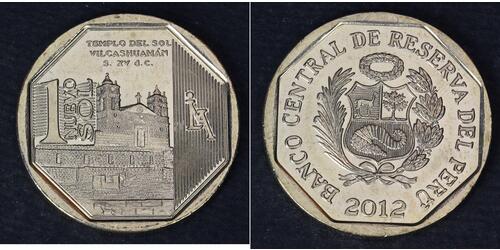 TEMPLO DEL SOL
VILCASHUAMÁN
S. XV d.C.
1
NUEVO
SOL
BANCO CENTRAL DE RESERVA DEL PERÚ
2012